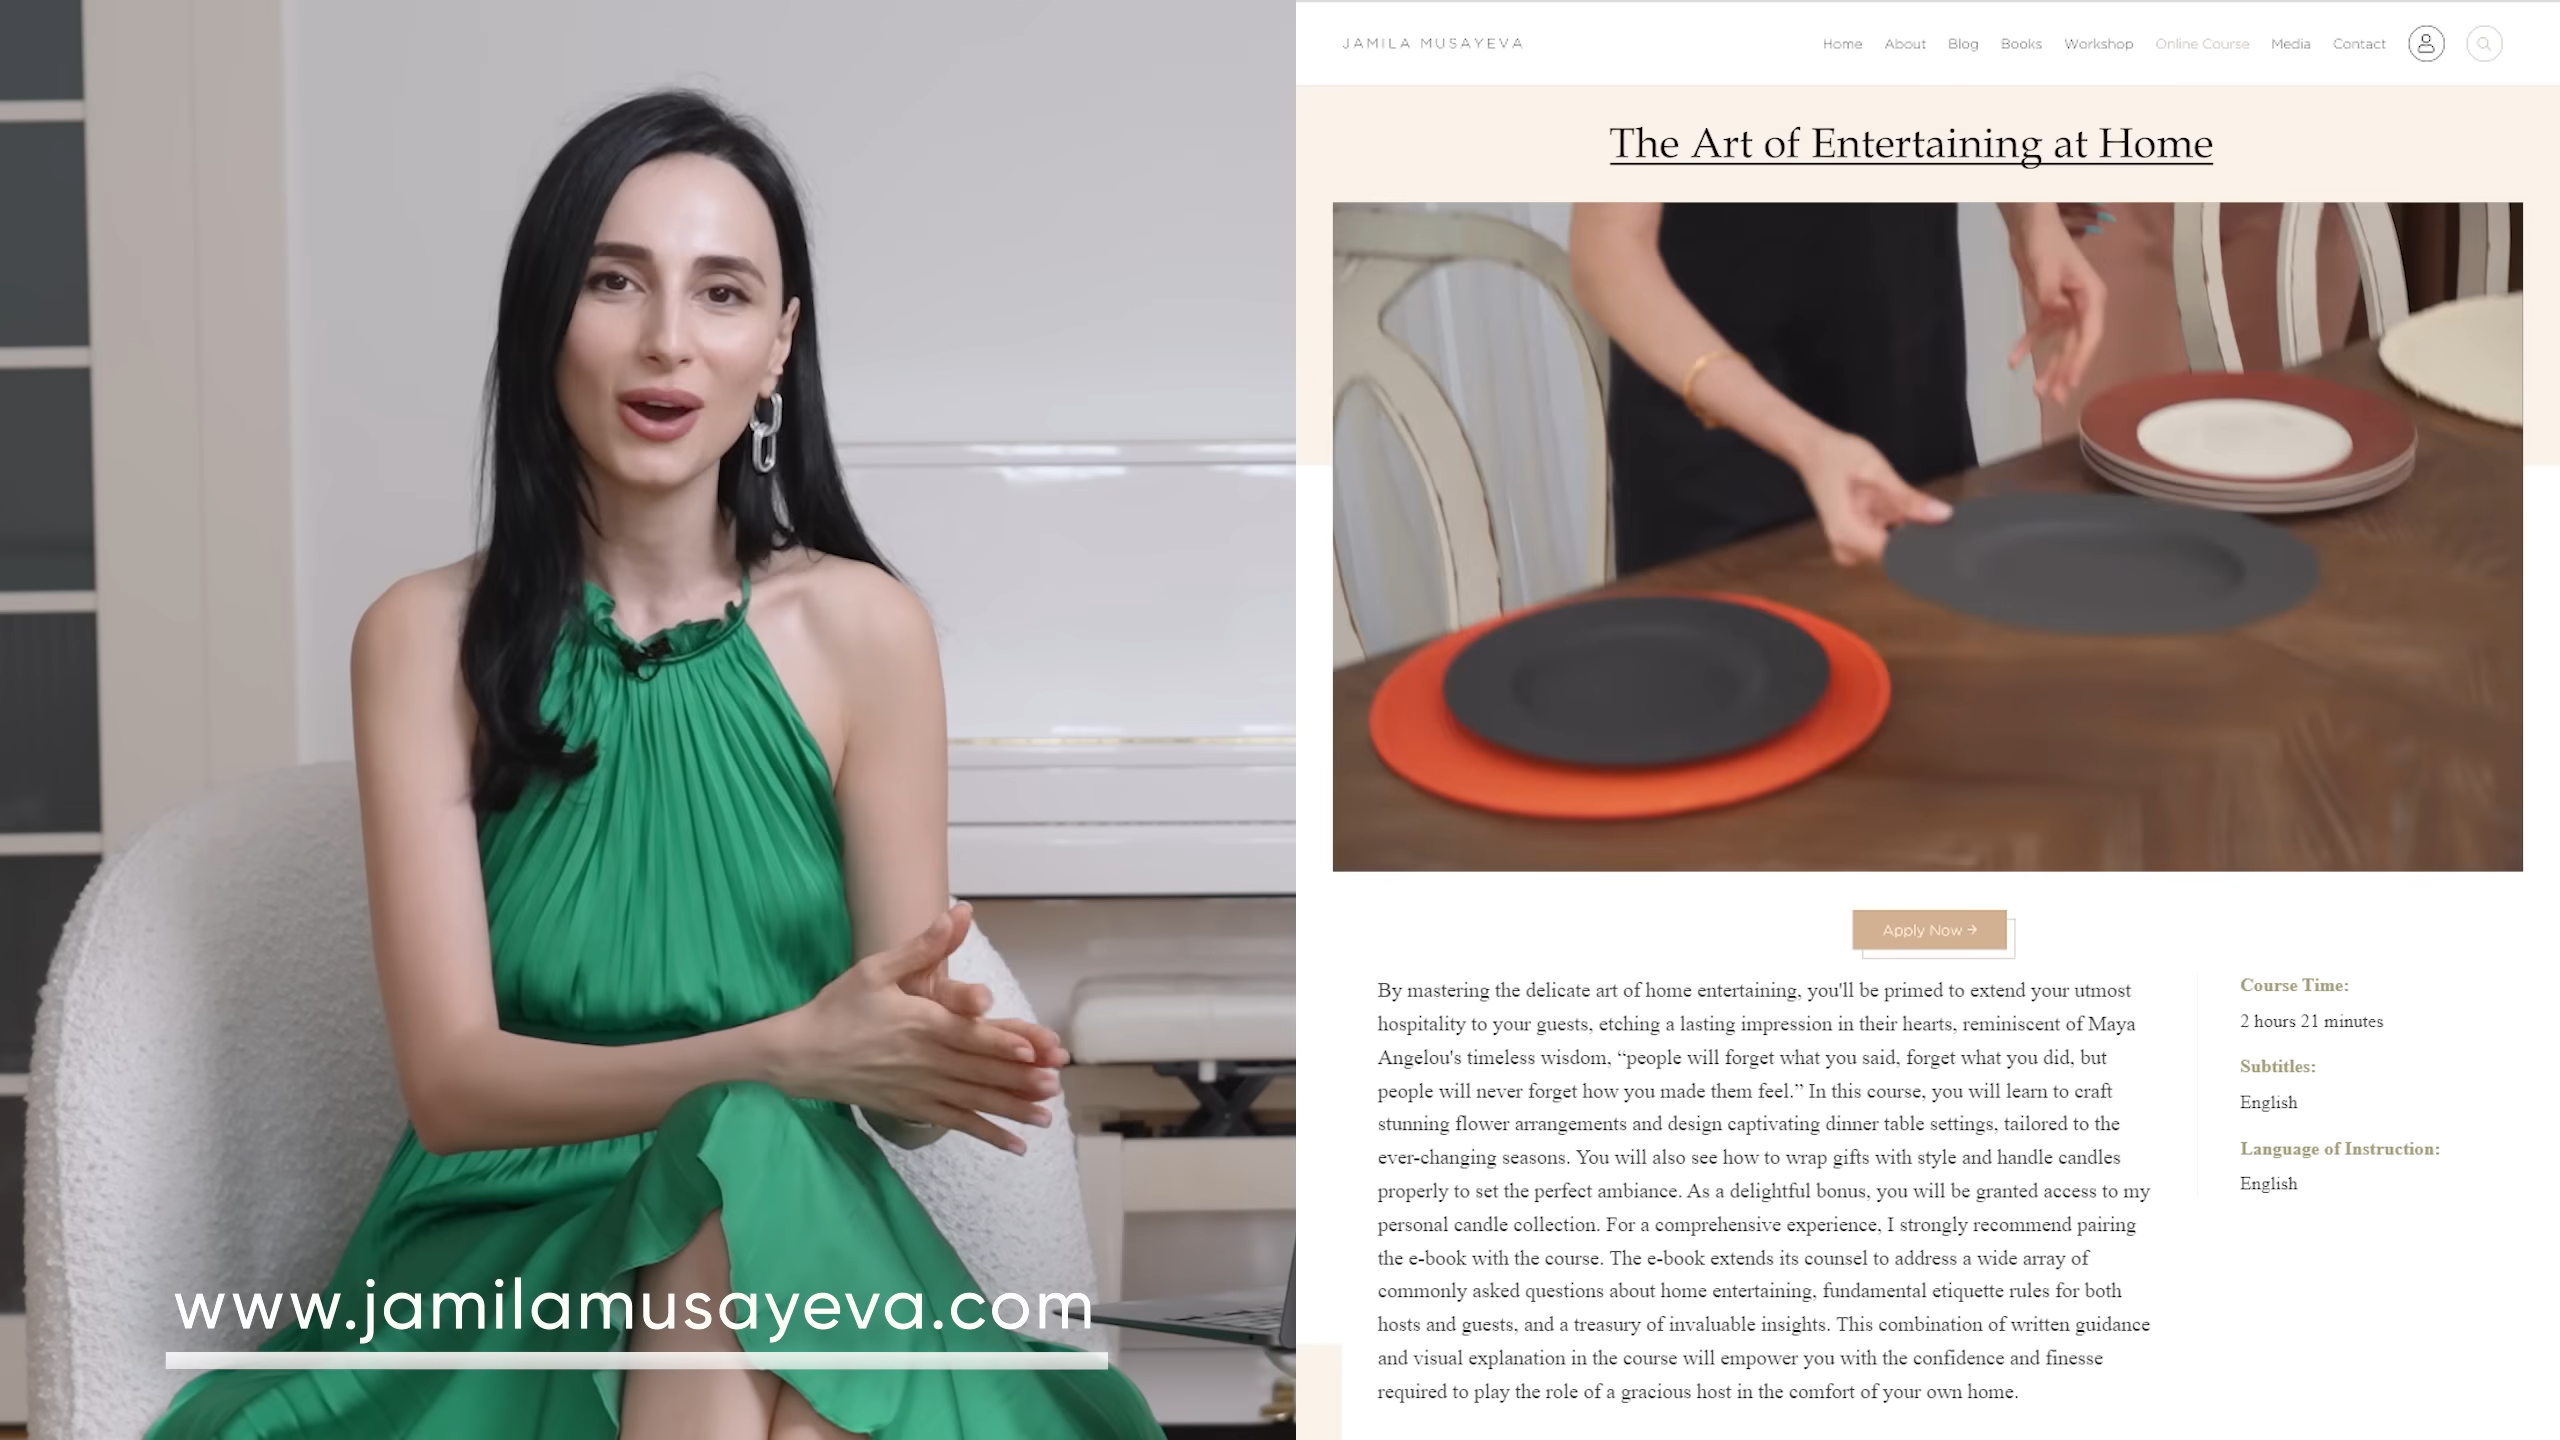 www.jamilamusayeva.com
JAMILA MUSAYEVA
Home About Blog Books Workshop Online Course Media Contact
The Art of Entertaining at Home
Apply Now →
By mastering the delicate art of home entertaining, you'll be primed to extend your utmost
hospitality to your guests, etching a lasting impression in their hearts, reminiscent of Maya
Angelou's timeless wisdom, “people will forget what you said, forget what you did, but
people will never forget how you made them feel.” In this course, you will learn to craft
stunning flower arrangements and design captivating dinner table settings, tailored to the
ever-changing seasons. You will also see how to wrap gifts with style and handle candles
properly to set the perfect ambiance. As a delightful bonus, you will be granted access to my
personal candle collection. For a comprehensive experience, I strongly recommend pairing
the e-book with the course. The e-book extends its counsel to address a wide array of
commonly asked questions about home entertaining, fundamental etiquette rules for both
hosts and guests, and a treasury of invaluable insights. This combination of written guidance
and visual explanation in the course will empower you with the confidence and finesse
required to play the role of a gracious host in the comfort of your own home.
Course Time:
2 hours 21 minutes
Subtitles:
English
Language of Instruction:
English